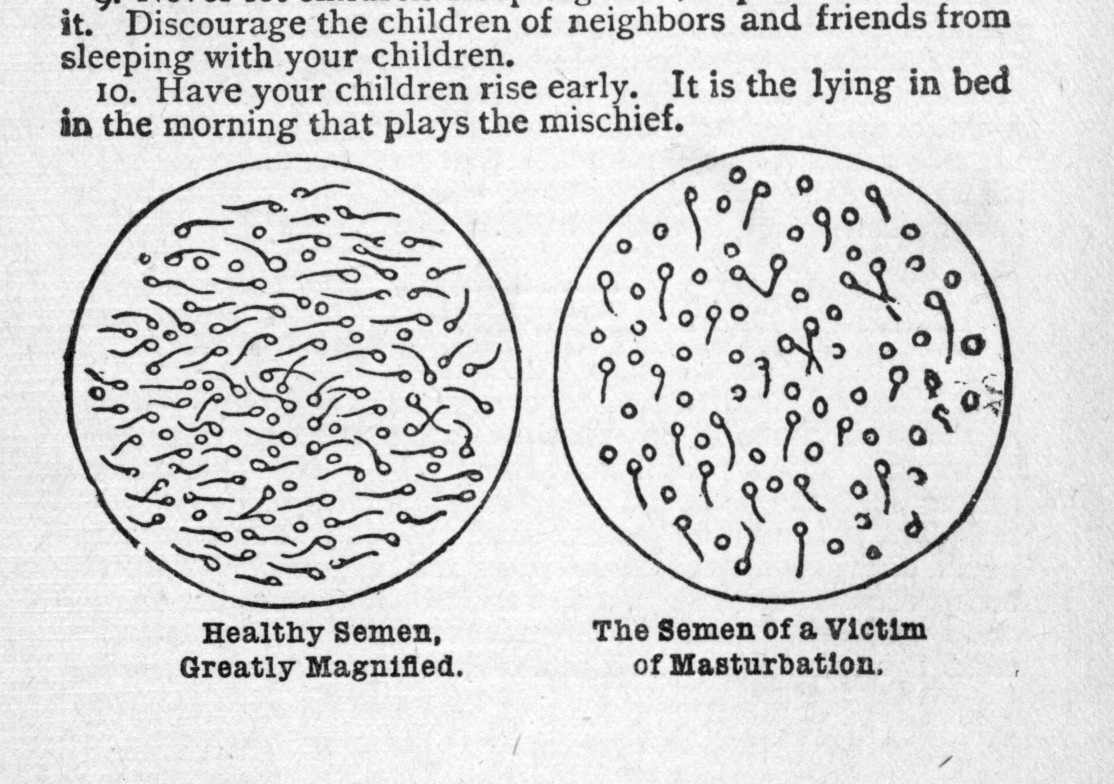 it. Discourage the children of neighbors and friends from
sleeping with your children.
10. Have your children rise early. It is the lying in bed
in the morning that plays the mischief.
Healthy Semen,
Greatly Magnified.
The Semen of a Victim
of Masturbation.